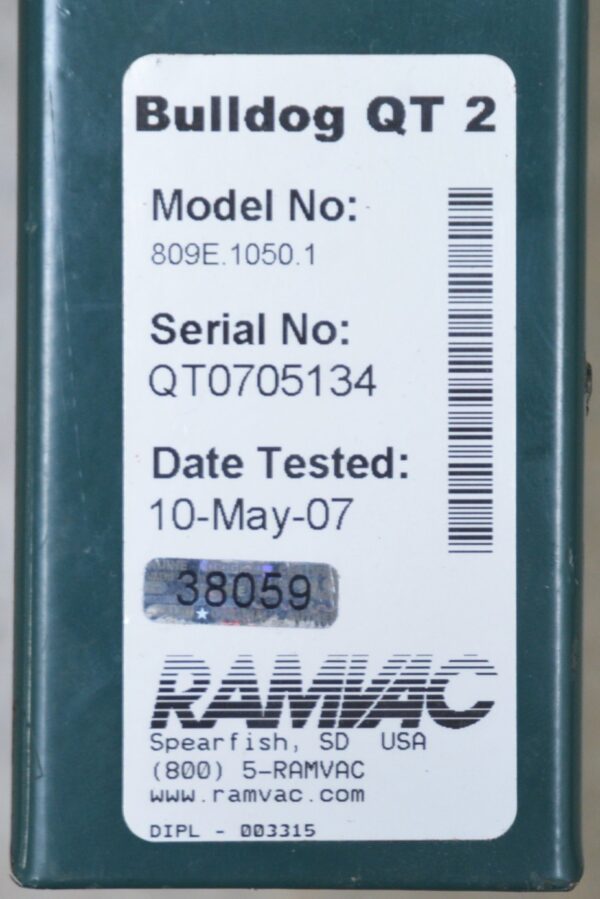 Bulldog QT 2
Model No:
809E.1050.1
Serial No:
QT0705134
Date Tested:
10-May-07
38059
RAMVAC
Spearfish, SD USA
(800) 5-RAMVAC
www.ramvac.com
DIPL - 003315